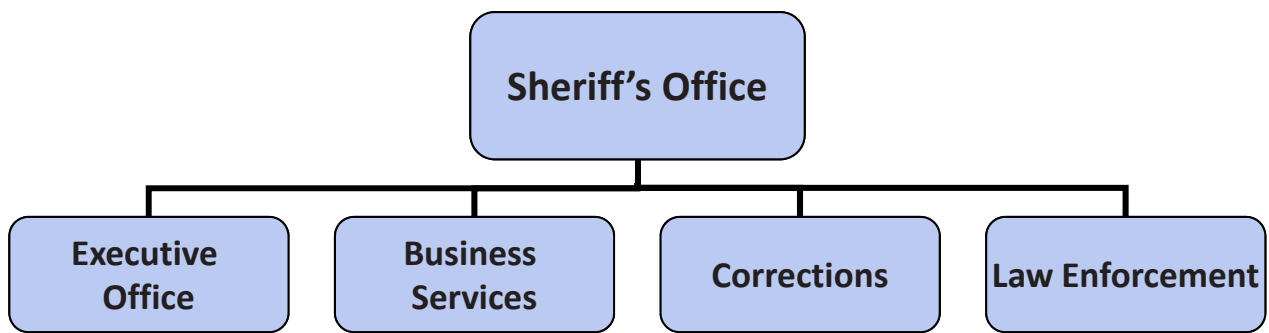 Sheriff’s Office
Executive
Office
Business
Services
Corrections
Law Enforcement